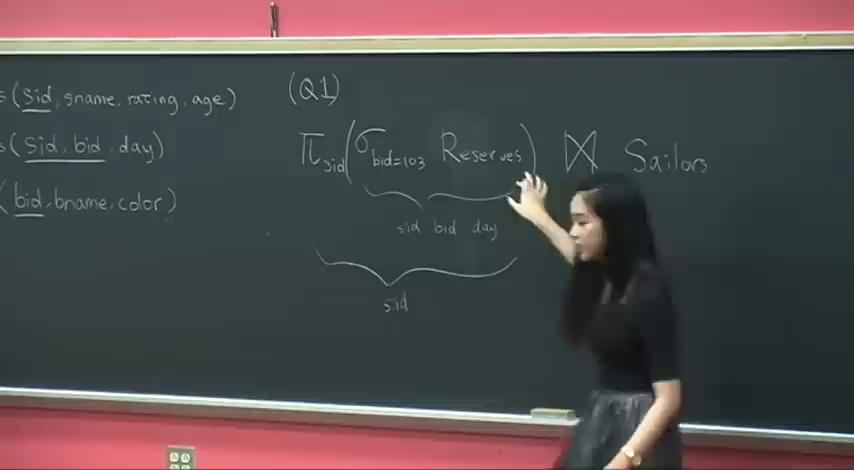 s(sid, sname, rating, age)
s(sid, bid, day)
(bid, bname, color)
(Q1)
π sid (σ bid=103 Reserves) ⋈ Sailors
sid bid day
sid